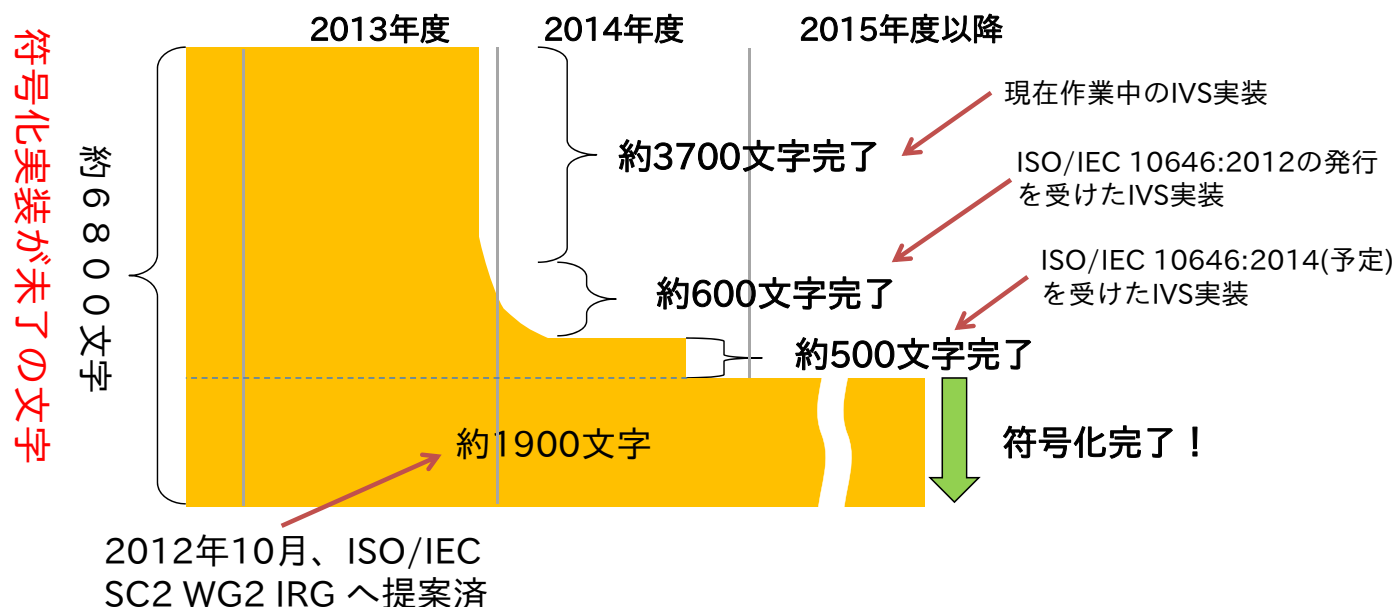 2013年度
2014年度
2015年度以降
符号化実装が未了の文字
約6800文字
現在作業中のIVS実装
約3700文字完了
ISO/IEC 10646:2012の発行
を受けたIVS実装
約600文字完了
ISO/IEC 10646:2014(予定)
を受けたIVS実装
約500文字完了
約1900文字
符号化完了！
2012年10月、ISO/IEC
SC2 WG2 IRG へ提案済